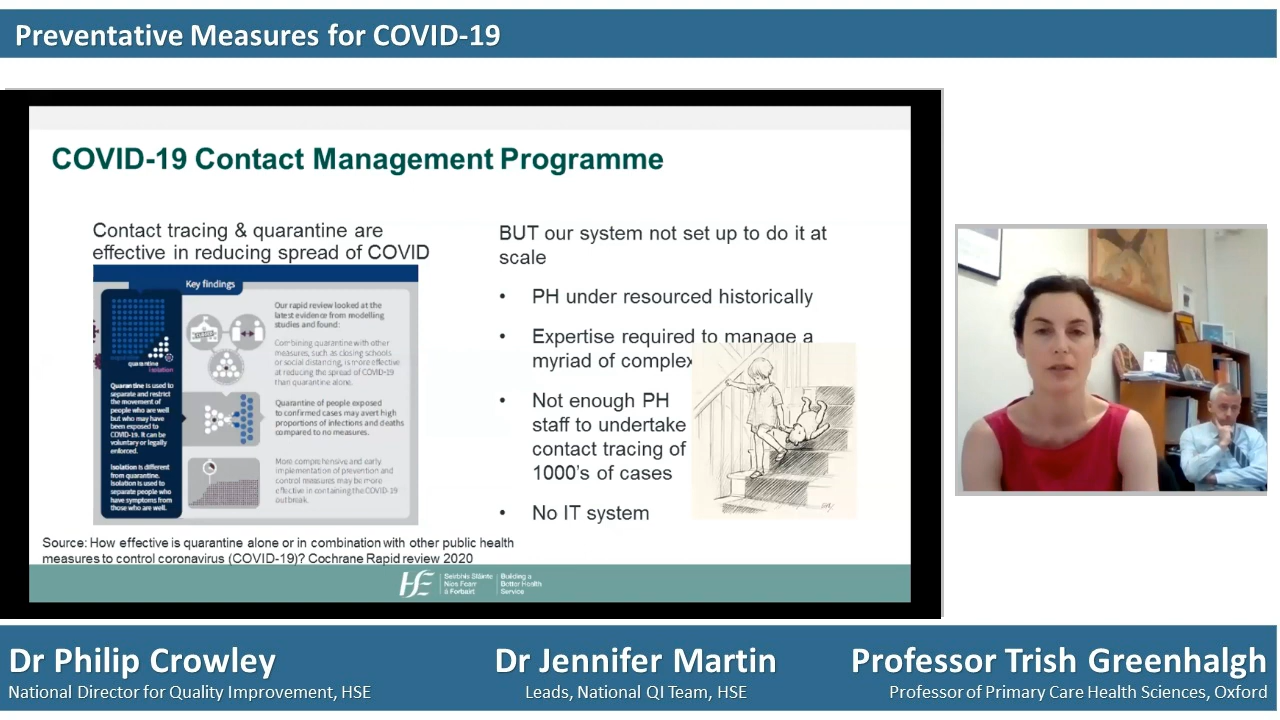 Preventative Measures for COVID-19
COVID-19 Contact Management Programme
Contact tracing & quarantine are
effective in reducing spread of COVID
Key findings
quarantine
isolation
Quarantine is used to
separate and restrict
the movement of
people who are well
but who may have
been exposed to
COVID-19. It can be
voluntary or legally
enforced.
Isolation is different
from quarantine.
Isolation is used to
separate people who
have symptoms from
those who are well.
Our rapid review looked at the
latest evidence from modelling
studies and found:
Combining quarantine with other
measures, such as closing schools
or social distancing, is more effective
at reducing the spread of COVID-19
than quarantine alone.
Quarantine of people exposed
to confirmed cases may avert high
proportions of infections and deaths
compared to no measures.
More comprehensive and early
implementation of prevention and
control measures may be more
effective in containing the COVID-19
outbreak.
BUT our system not set up to do it at
scale
• PH under resourced historically
• Expertise required to manage a
myriad of complex
• Not enough PH
staff to undertake
contact tracing of
1000's of cases
• No IT system
Source: How effective is quarantine alone or in combination with other public health
measures to control coronavirus (COVID-19)? Cochrane Rapid review 2020
Seirbhís Sláinte
Níos Fearr
á Forbairt
Building a
Better Health
Service
Dr Philip Crowley
National Director for Quality Improvement, HSE
Dr Jennifer Martin
Leads, National QI Team, HSE
Professor Trish Greenhalgh
Professor of Primary Care Health Sciences, Oxford